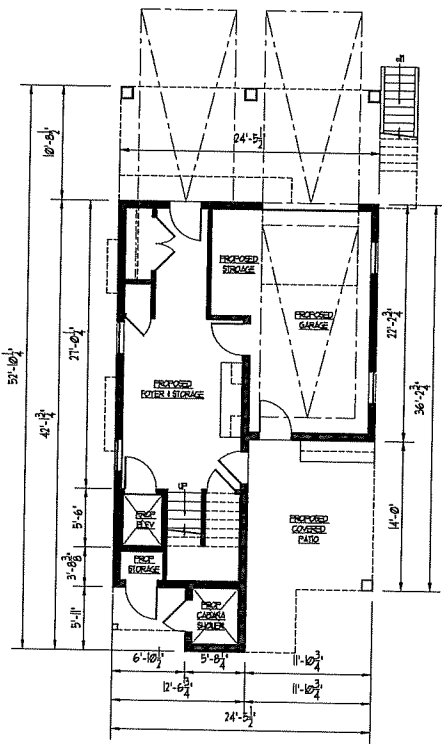 DN
24'-5½"
10'-8½"
PROPOSED
STROAGE
PROPOSED
GARAGE
22'-2¾"
27'-0¼"
52'-10¼"
42'-1¾"
36'-2¾"
PROPOSED
FOYER & STORAGE
UP
PROP
ELEV
5'-6"
PROPOSED
COVERED
PATIO
14'-0"
3'-8⅜"
PROP
STORAGE
PROP
CABANA
SHOWER
5'-11"
6'-10½"
5'-8¼"
11'-10¾"
12'-6¾"
11'-10¾"
24'-5½"